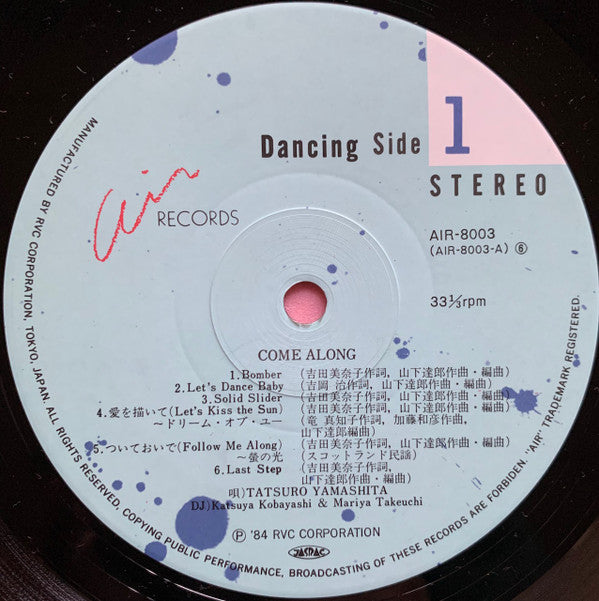 Dancing Side 1
STEREO
Air RECORDS
AIR-8003
(AIR-8003-A) ⑥
33⅓rpm
COME ALONG
1.Bomber (吉田美奈子作詞, 山下達郎作曲・編曲)
2.Let's Dance Baby (吉岡 治作詞, 山下達郎作曲・編曲)
3.Solid Slider (吉田美奈子作詞, 山下達郎作曲・編曲)
4.愛を描いて(Let's Kiss the Sun) (吉田美奈子作詞, 山下達郎作曲・編曲)
~ドリーム・オブ・ユー (竜 真知子作詞, 加藤和彦作曲,
山下達郎編曲)
5.ついておいで(Follow Me Along) (吉田美奈子作詞, 山下達郎作曲・編曲)
~螢の光 (スコットランド民謡)
6.Last Step (吉田美奈子作詞,
山下達郎作曲・編曲)
唄)TATSURO YAMASHITA
DJ)Katsuya Kobayashi & Mariya Takeuchi
Ⓟ '84 RVC CORPORATION
JASRAC
MANUFACTURED BY RVC CORPORATION, TOKYO, JAPAN. ALL RIGHTS RESERVED, COPYING PUBLIC PERFORMANCE, BROADCASTING OF THESE RECORDS ARE FORBIDDEN. "AIR" TRADEMARK REGISTERED.